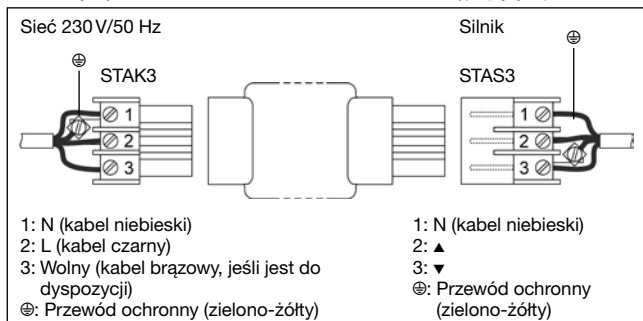 Sieć 230 V/50 Hz
Silnik
STAK3
STAS3
1
2
3
1
2
3
1: N (kabel niebieski)
2: L (kabel czarny)
3: Wolny (kabel brązowy, jeśli jest do
dyspozycji)
⏚: Przewód ochronny (zielono-żółty)
1: N (kabel niebieski)
2: ▲
3: ▼
⏚: Przewód ochronny
(zielono-żółty)